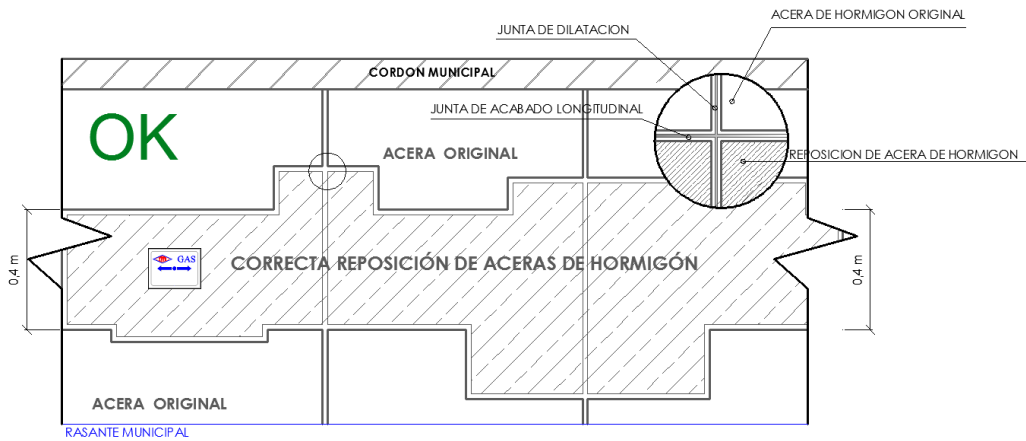 ACERA DE HORMIGON ORIGINAL
JUNTA DE DILATACION
CORDON MUNICIPAL
JUNTA DE ACABADO LONGITUDINAL
OK
ACERA ORIGINAL
REPOSICION DE ACERA DE HORMIGON
0,4 m
GAS
CORRECTA REPOSICIÓN DE ACERAS DE HORMIGÓN
0,4 m
ACERA ORIGINAL
RASANTE MUNICIPAL